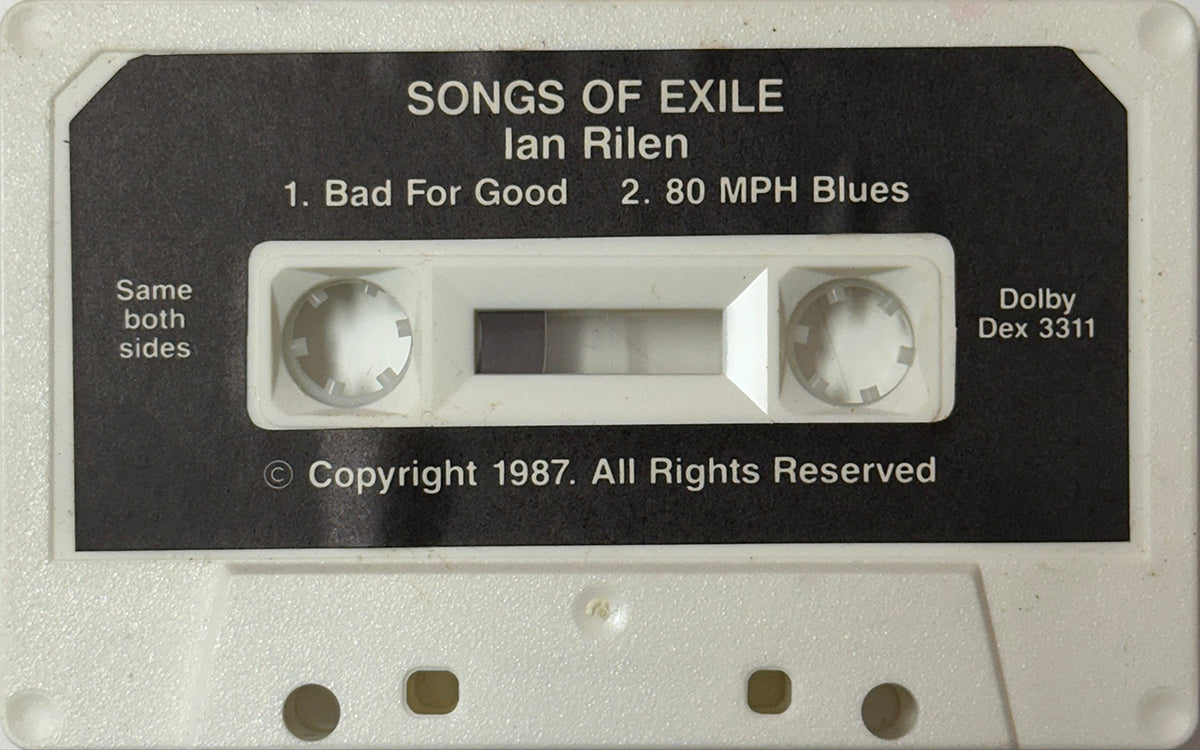 SONGS OF EXILE
Ian Rilen
1. Bad For Good 2. 80 MPH Blues
Same
both
sides
Dolby
Dex 3311
© Copyright 1987. All Rights Reserved